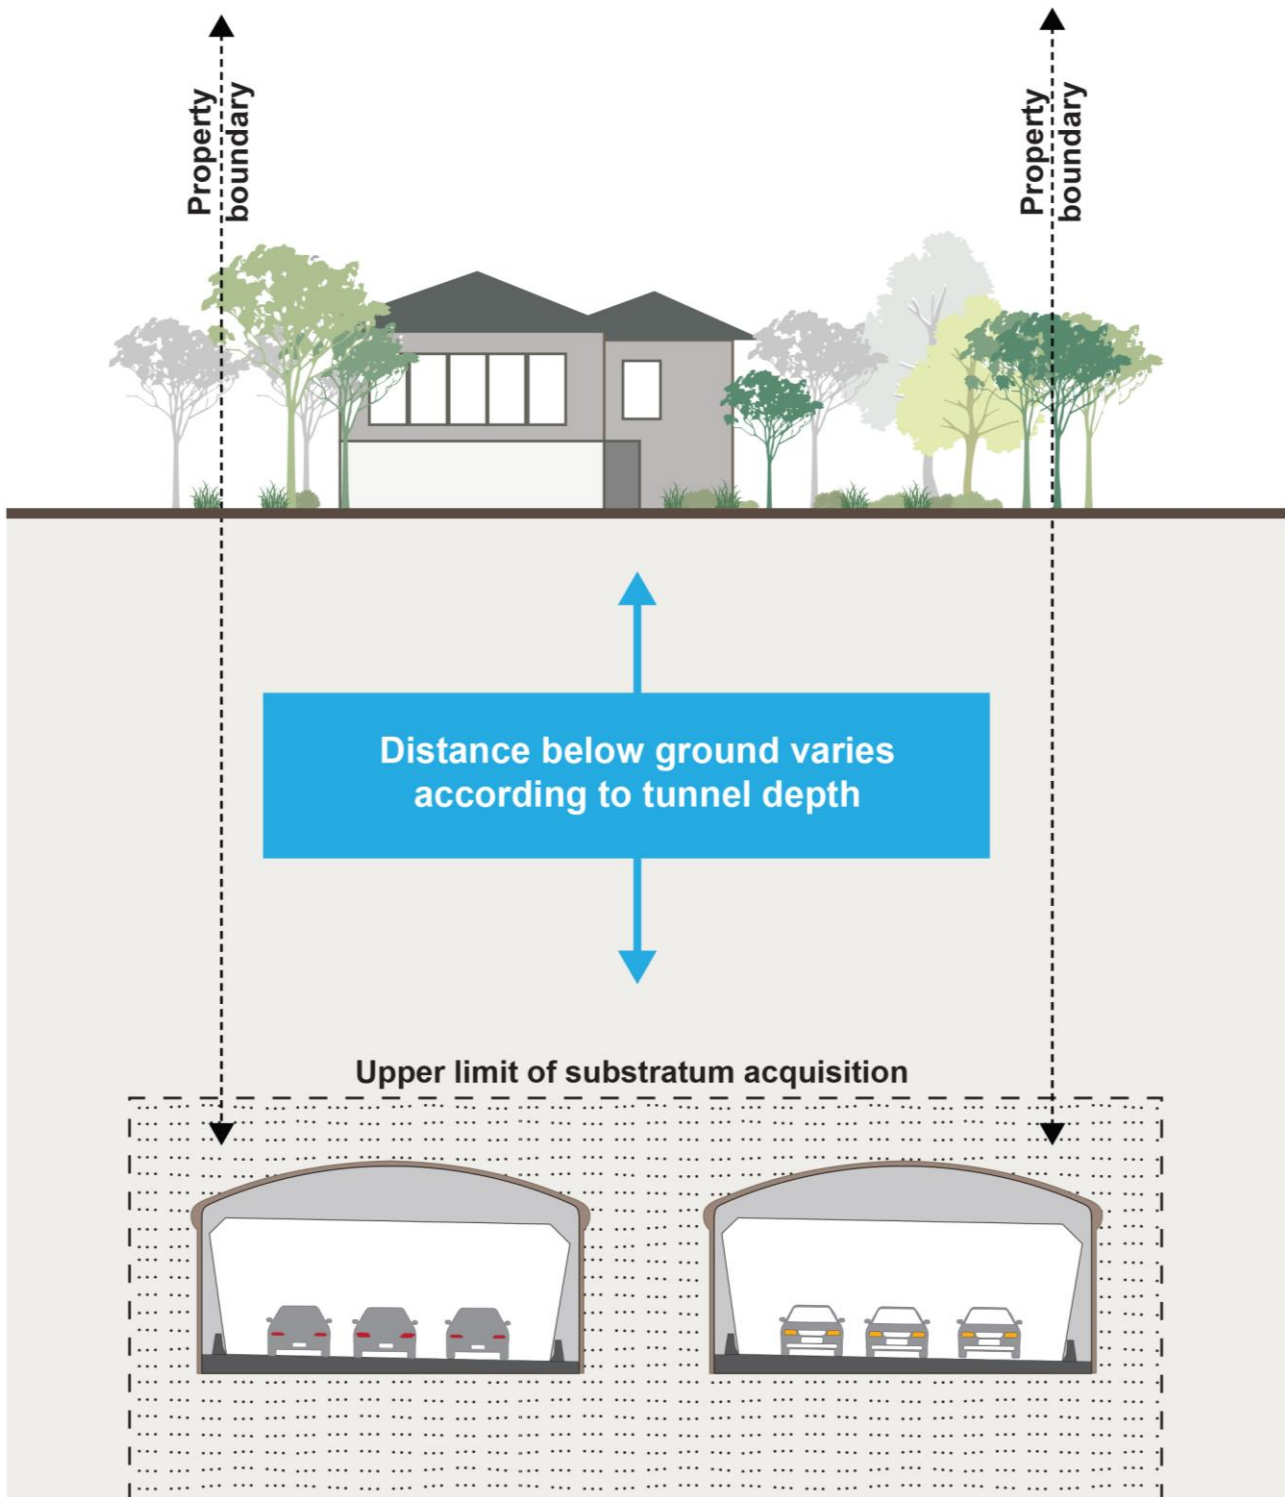 Property
boundary
Property
boundary
Distance below ground varies
according to tunnel depth
Upper limit of substratum acquisition